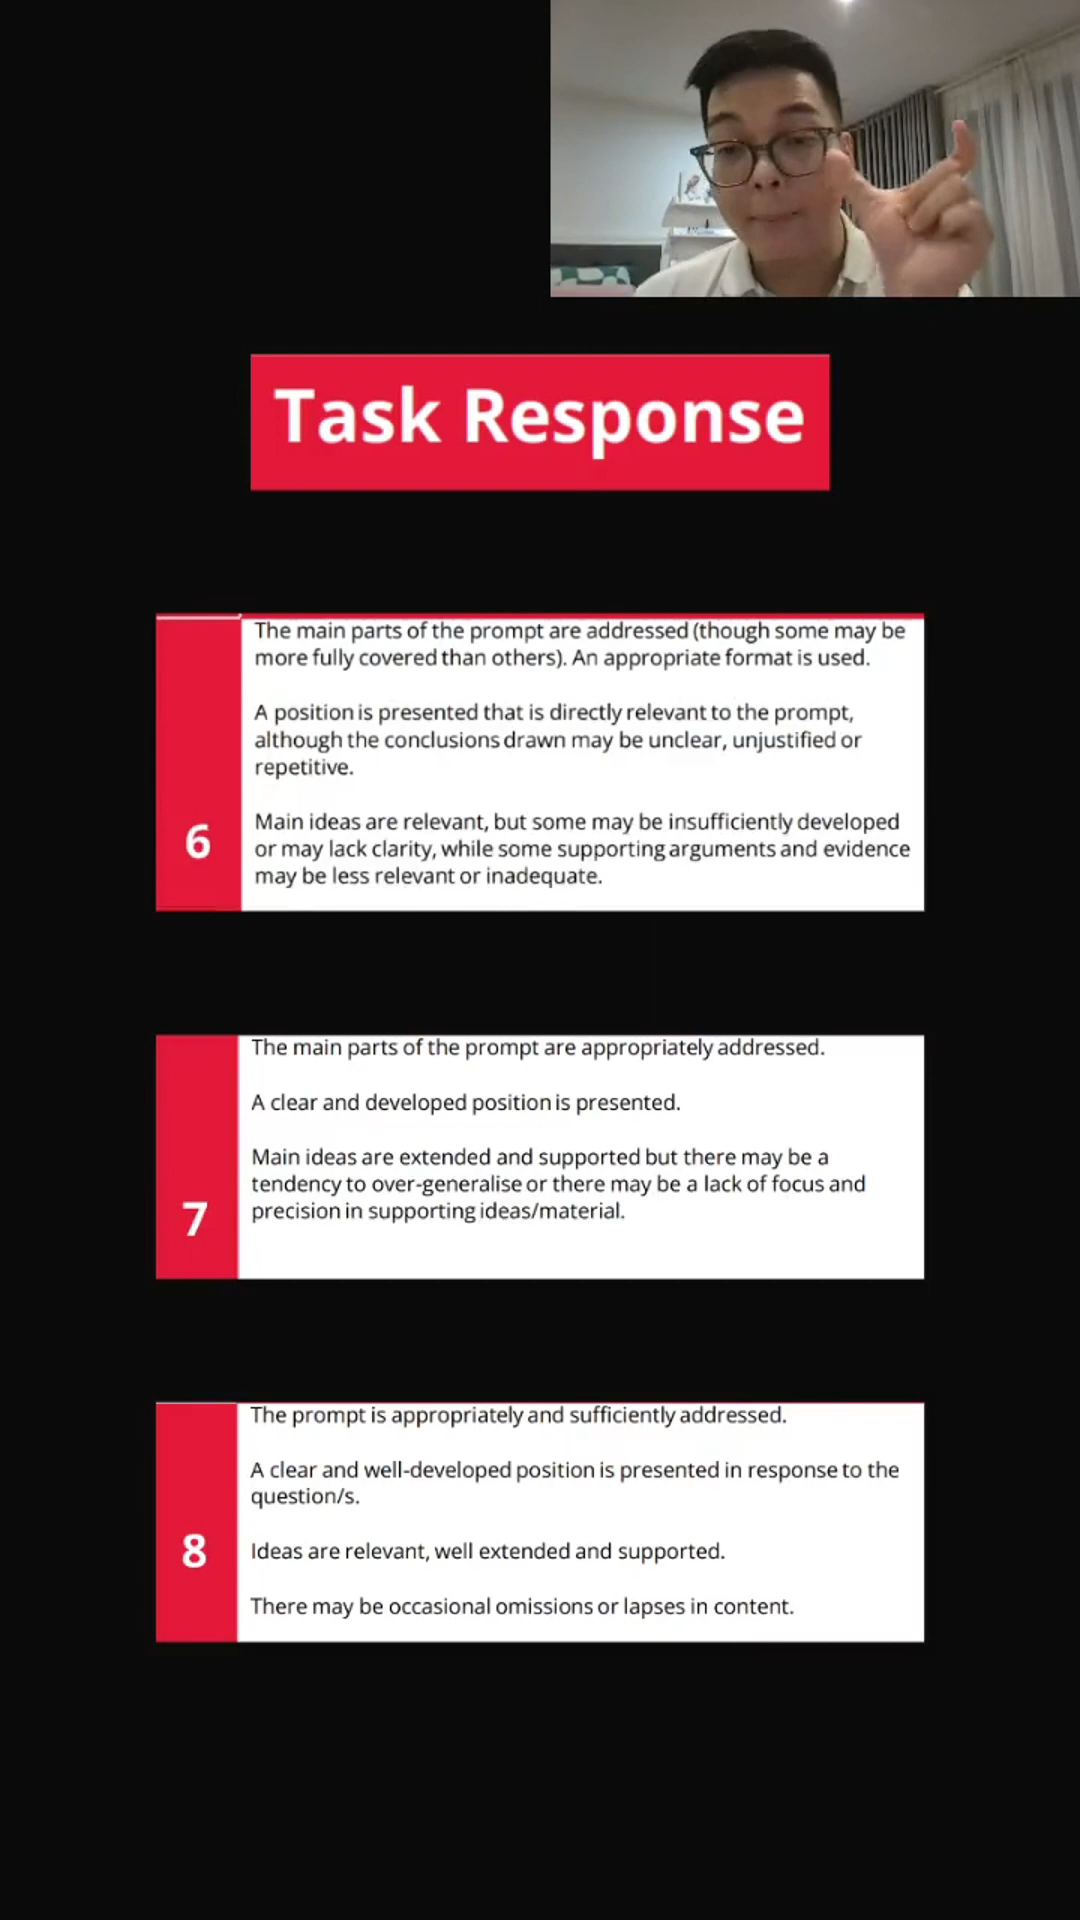 Task Response
The main parts of the prompt are addressed (though some may be
more fully covered than others). An appropriate format is used.
A position is presented that is directly relevant to the prompt,
although the conclusions drawn may be unclear, unjustified or
repetitive.
6
Main ideas are relevant, but some may be insufficiently developed
or may lack clarity, while some supporting arguments and evidence
may be less relevant or inadequate.
The main parts of the prompt are appropriately addressed.
A clear and developed position is presented.
Main ideas are extended and supported but there may be a
tendency to over-generalise or there may be a lack of focus and
precision in supporting ideas/material.
7
The prompt is appropriately and sufficiently addressed.
A clear and well-developed position is presented in response to the
question/s.
8
Ideas are relevant, well extended and supported.
There may be occasional omissions or lapses in content.